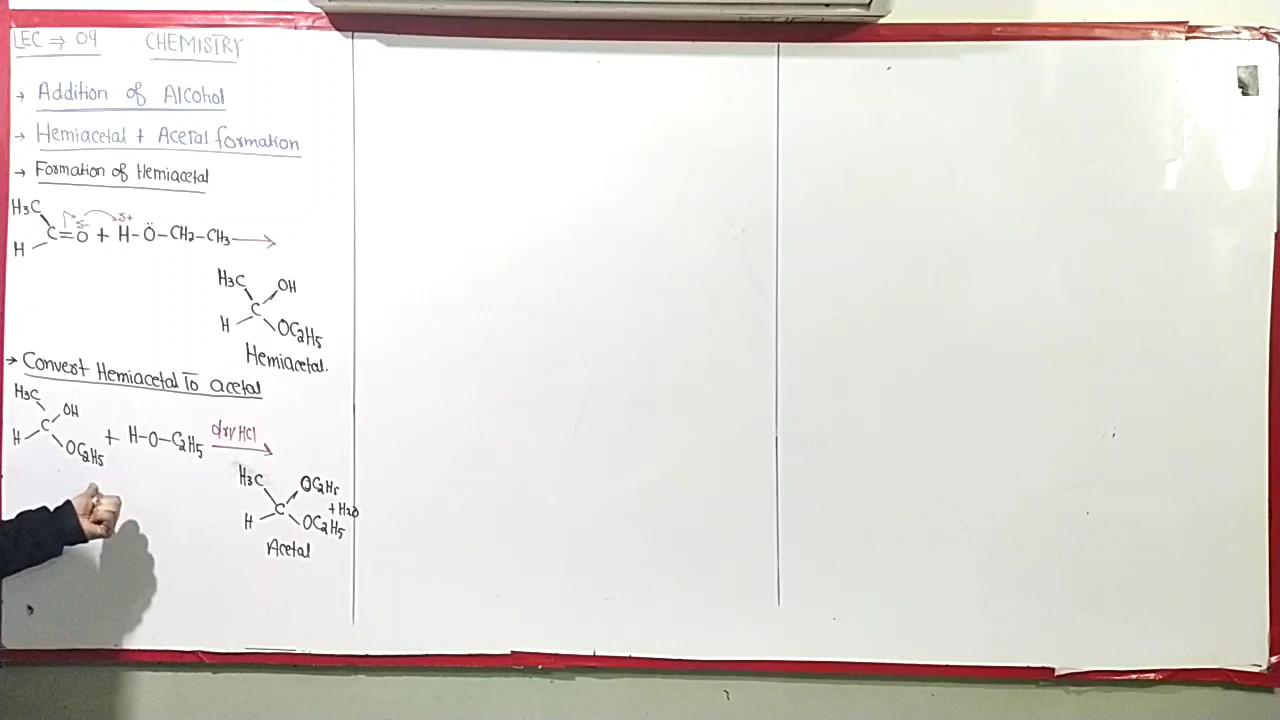 LEC ⇒ 09 CHEMISTRY
→ Addition of Alcohol
→ Hemiacetal + Acetal formation
→ Formation of Hemiacetal
H3C
δ- δ+
C=O + H-Ö-CH2-CH3 →
H
H3C OH
C
H OC2H5
Hemiacetal.
→ Convert Hemiacetal To acetal
H3C OH
C
H OC2H5 + H-O-C2H5 dry HCl →
H3C OC2H5
C + H2O
H OC2H5
Acetal